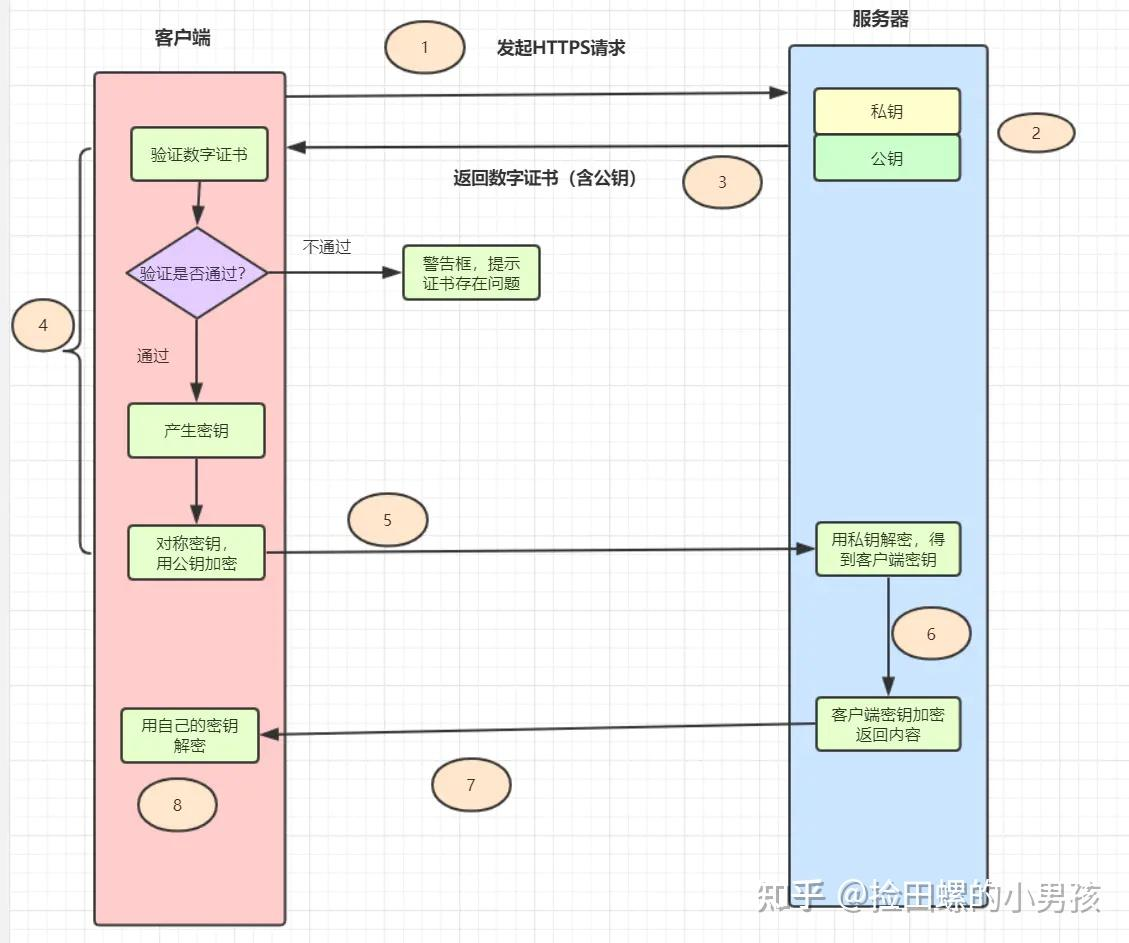 客户端
服务器
1
发起HTTPS请求
私钥
公钥
2
验证数字证书
返回数字证书（含公钥）
3
验证是否通过？
不通过
警告框，提示
证书存在问题
4
通过
产生密钥
对称密钥，
用公钥加密
5
用私钥解密，得
到客户端密钥
6
客户端密钥加密
返回内容
7
用自己的密钥
解密
8
知乎 @捡田螺的小男孩